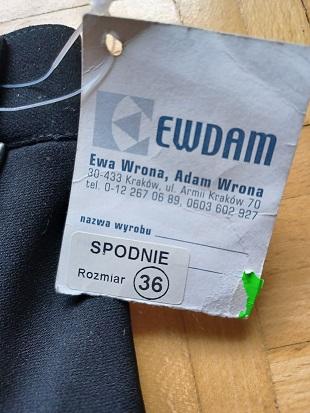 EWDAM
Ewa Wrona, Adam Wrona
30-433 Kraków, ul. Armii Krakowa 70
tel. 0-12 267 06 89, 0603 602 927
nazwa wyrobu
SPODNIE
Rozmiar 36